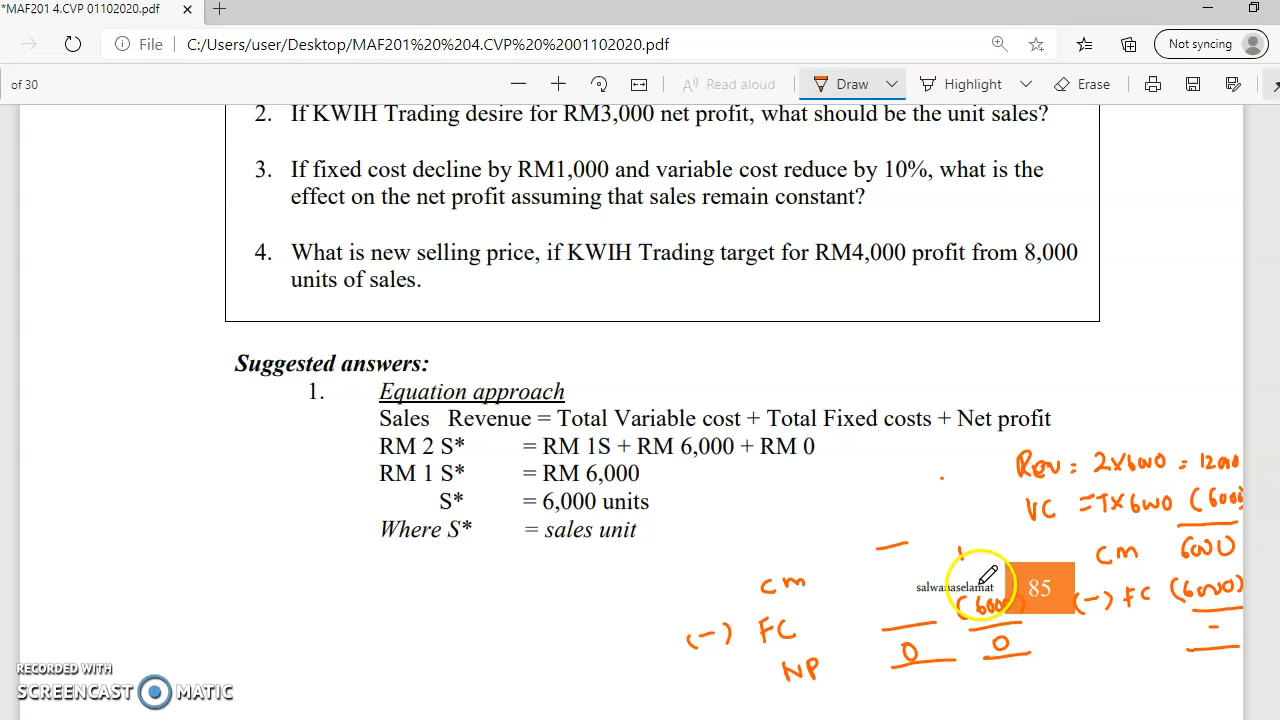 *MAF201 4.CVP 01102020.pdf
File
C:/Users/user/Desktop/MAF201%20%204.CVP%20%2001102020.pdf
Not syncing
of 30
Read aloud
Draw
Highlight
Erase
2. If KWIH Trading desire for RM3,000 net profit, what should be the unit sales?
3. If fixed cost decline by RM1,000 and variable cost reduce by 10%, what is the
effect on the net profit assuming that sales remain constant?
4. What is new selling price, if KWIH Trading target for RM4,000 profit from 8,000
units of sales.
Suggested answers:
1. Equation approach
Sales Revenue = Total Variable cost + Total Fixed costs + Net profit
RM 2 S* = RM 1S + RM 6,000 + RM 0
RM 1 S* = RM 6,000
S* = 6,000 units
Where S* = sales unit
Rev = 2x6000 = 12000
VC = 1x6000 (6000)
cm 6000
(-) FC (6000)
-
cm
(-) FC (6000)
NP 0 0
salwanaselamat 85
RECORDED WITH
SCREENCAST MATIC